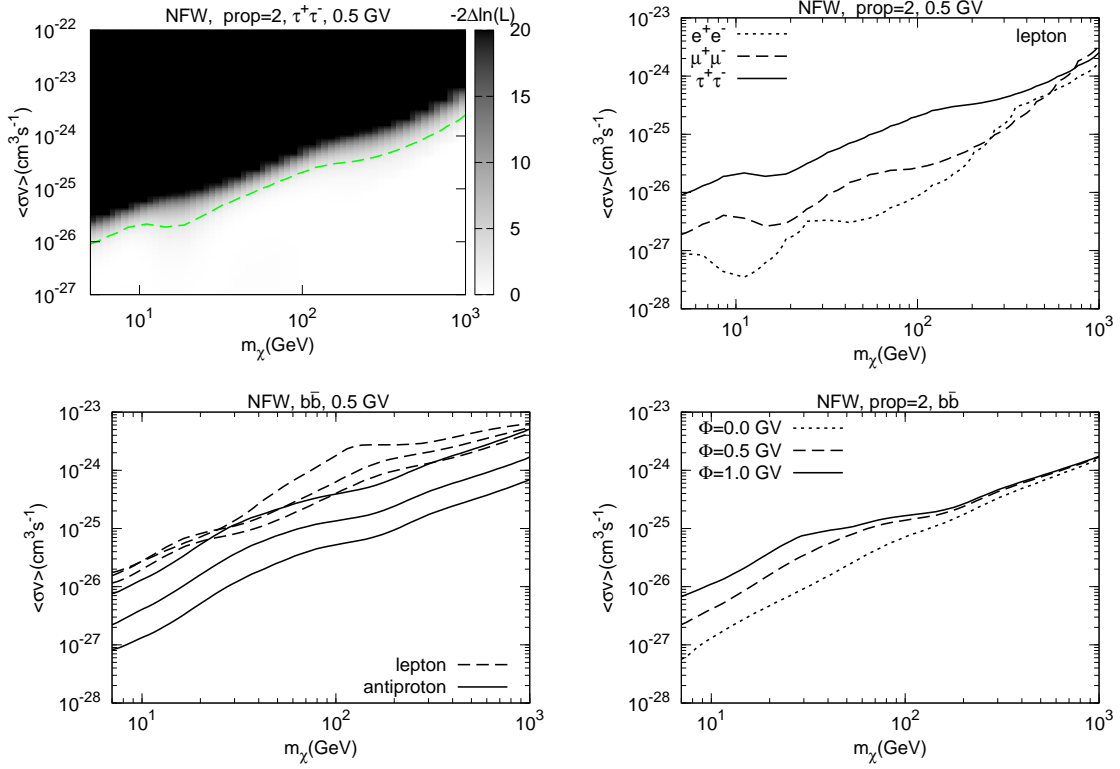 NFW, prop=2, τ⁺τ⁻, 0.5 GV
-2Δln(L)
<σv>(cm³s⁻¹)
10⁻²²
10⁻²³
10⁻²⁴
10⁻²⁵
10⁻²⁶
10⁻²⁷
20
15
10
5
0
10¹ 10² 10³
mχ(GeV)
NFW, prop=2, 0.5 GV
e⁺e⁻
μ⁺μ⁻
τ⁺τ⁻
lepton
<σv>(cm³s⁻¹)
10⁻²³
10⁻²⁴
10⁻²⁵
10⁻²⁶
10⁻²⁷
10⁻²⁸
10¹ 10² 10³
mχ(GeV)
NFW, bb̄, 0.5 GV
<σv>(cm³s⁻¹)
10⁻²³
10⁻²⁴
10⁻²⁵
10⁻²⁶
10⁻²⁷
10⁻²⁸
lepton
antiproton
10¹ 10² 10³
mχ(GeV)
NFW, prop=2, bb̄
Φ=0.0 GV
Φ=0.5 GV
Φ=1.0 GV
<σv>(cm³s⁻¹)
10⁻²³
10⁻²⁴
10⁻²⁵
10⁻²⁶
10⁻²⁷
10⁻²⁸
10¹ 10² 10³
mχ(GeV)